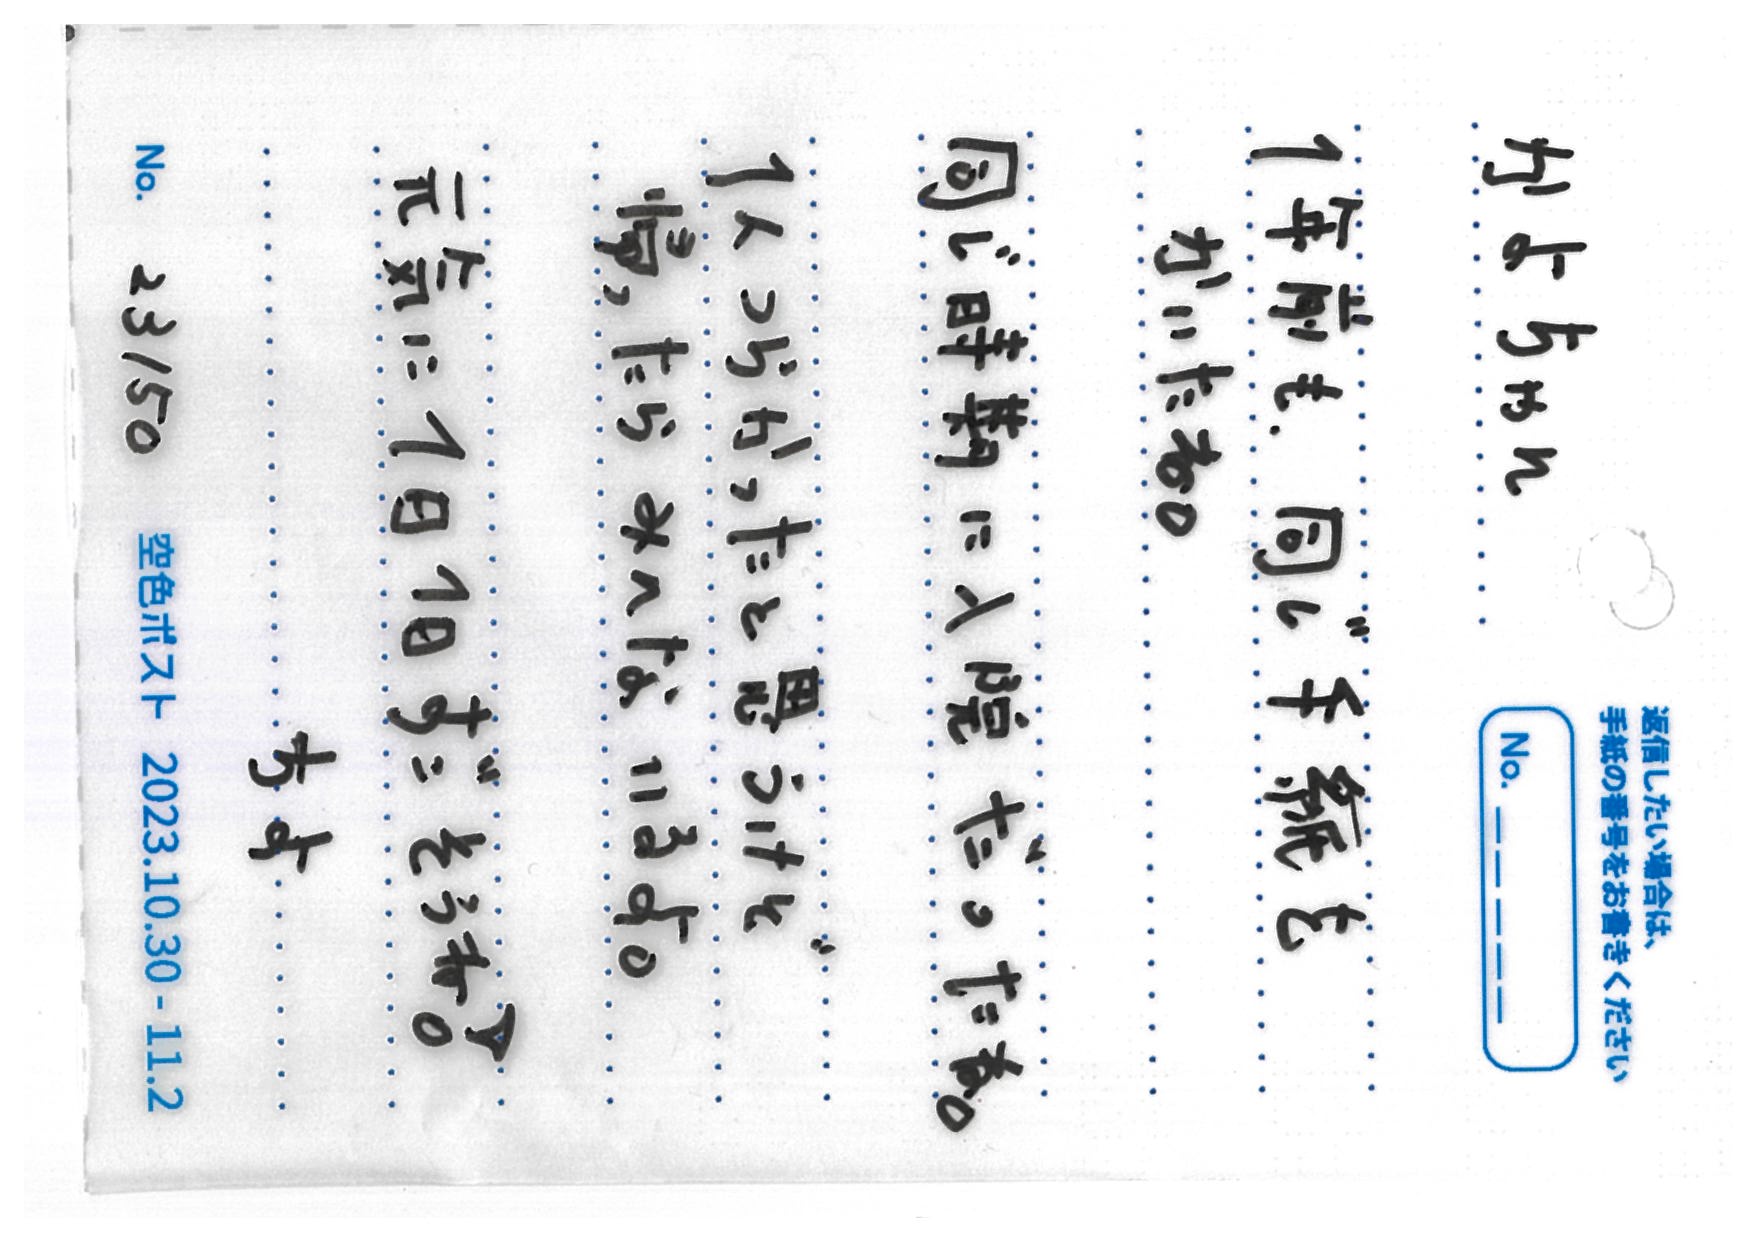 返信したい場合は、
手紙の番号をお書きください
No. _ _ _ _ _
かよちゃん
1年前も、同じ手紙を
かいたね。
同じ時期に入院だったね。
1人つらかったと思うけど
帰ったらみんないるよ。
元気に1日1日すごそうね!
ちよ
No. 23150 空色ポスト 2023.10.30 - 11.2